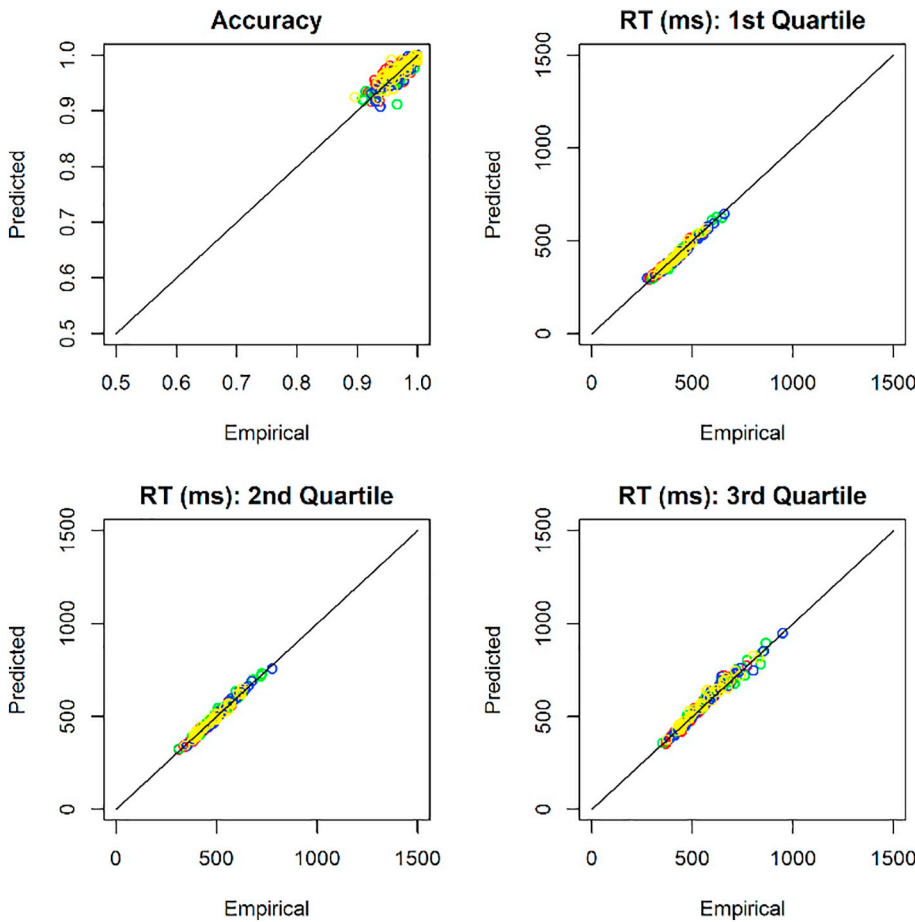 Accuracy
Predicted
0.5 0.6 0.7 0.8 0.9 1.0
0.5 0.6 0.7 0.8 0.9 1.0
Empirical
RT (ms): 1st Quartile
Predicted
0 500 1000 1500
0 500 1000 1500
Empirical
RT (ms): 2nd Quartile
Predicted
0 500 1000 1500
0 500 1000 1500
Empirical
RT (ms): 3rd Quartile
Predicted
0 500 1000 1500
0 500 1000 1500
Empirical